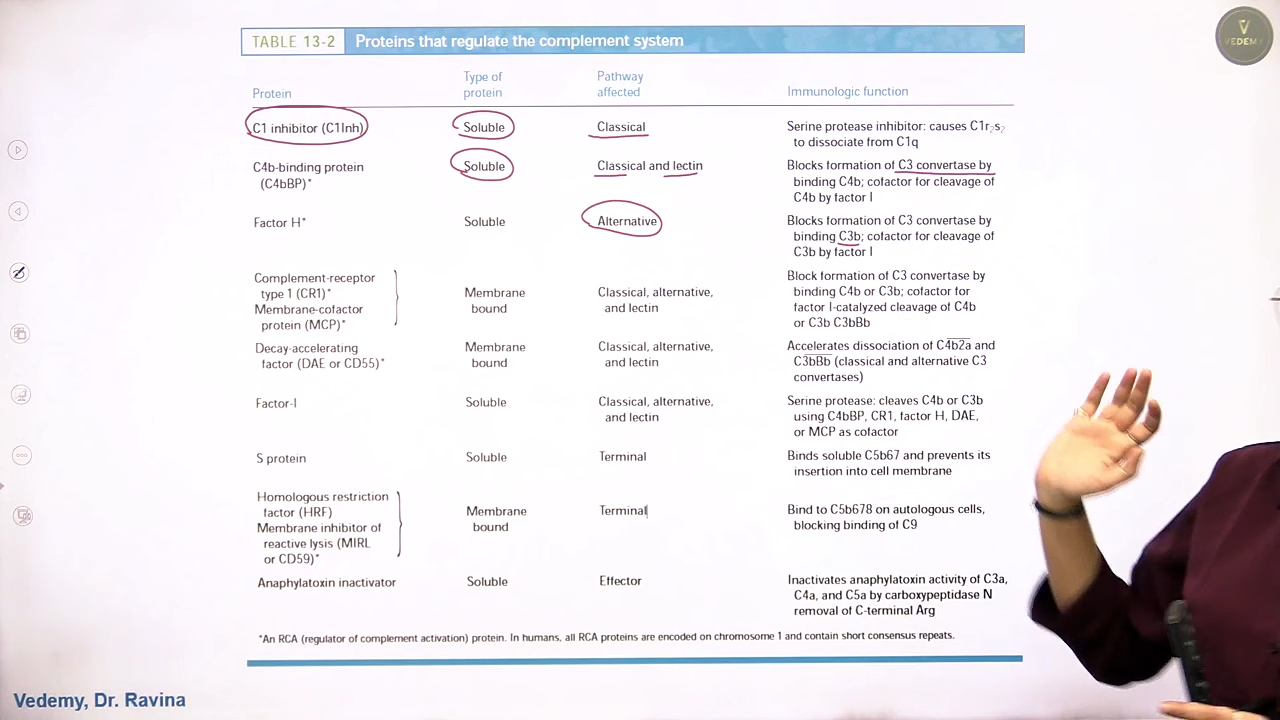 VEDEMY
TABLE 13-2 Proteins that regulate the complement system
Protein
Type of
protein
Pathway
affected
Immunologic function
C1 inhibitor (C1Inh)
Soluble
Classical
Serine protease inhibitor: causes C1r₂s₂
to dissociate from C1q
C4b-binding protein
(C4bBP)*
Soluble
Classical and lectin
Blocks formation of C3 convertase by
binding C4b; cofactor for cleavage of
C4b by factor I
Factor H*
Soluble
Alternative
Blocks formation of C3 convertase by
binding C3b; cofactor for cleavage of
C3b by factor I
Complement-receptor
type 1 (CR1)*
Membrane-cofactor
protein (MCP)*
Membrane
bound
Classical, alternative,
and lectin
Block formation of C3 convertase by
binding C4b or C3b; cofactor for
factor I-catalyzed cleavage of C4b
or C3b C3bBb
Decay-accelerating
factor (DAE or CD55)*
Membrane
bound
Classical, alternative,
and lectin
Accelerates dissociation of C4b2a and
C3bBb (classical and alternative C3
convertases)
Factor-I
Soluble
Classical, alternative,
and lectin
Serine protease: cleaves C4b or C3b
using C4bBP, CR1, factor H, DAE,
or MCP as cofactor
S protein
Soluble
Terminal
Binds soluble C5b67 and prevents its
insertion into cell membrane
Homologous restriction
factor (HRF)
Membrane inhibitor of
reactive lysis (MIRL
or CD59)*
Membrane
bound
Terminal
Bind to C5b678 on autologous cells,
blocking binding of C9
Anaphylatoxin inactivator
Soluble
Effector
Inactivates anaphylatoxin activity of C3a,
C4a, and C5a by carboxypeptidase N
removal of C-terminal Arg
*An RCA (regulator of complement activation) protein. In humans, all RCA proteins are encoded on chromosome 1 and contain short consensus repeats.
Vedemy, Dr. Ravina